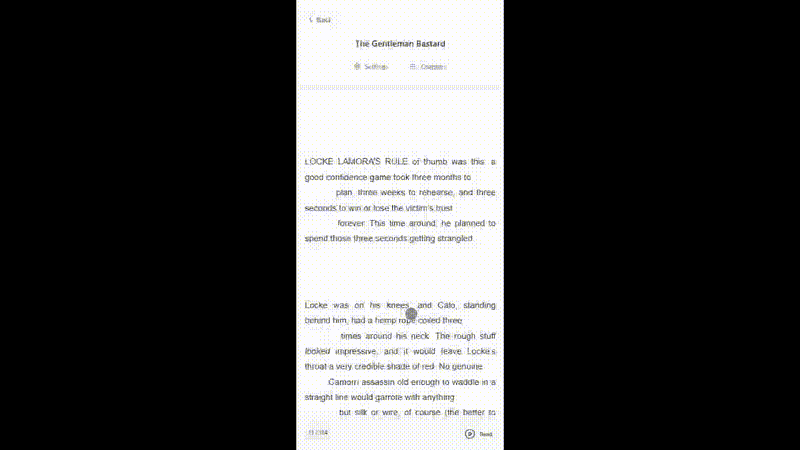 Back
The Gentleman Bastard
Settings
LOCKE LAMORA'S RULE of thumb was this: a
good confidence game took three months to
plan, three weeks to rehearse, and three
seconds to win or lose the victim's trust
forever. This time around, he planned to
spend those three seconds getting strangled.
Locke was on his knees, and Calo, standing
behind him, had a hemp rope coiled three
times around his neck. The rough stuff
looked impressive, and it would leave Locke's
throat a very credible shade of red. No genuine
Camorri assassin old enough to waddle in a
straight line would garrote with anything
but silk or wire, of course (the better to
Read